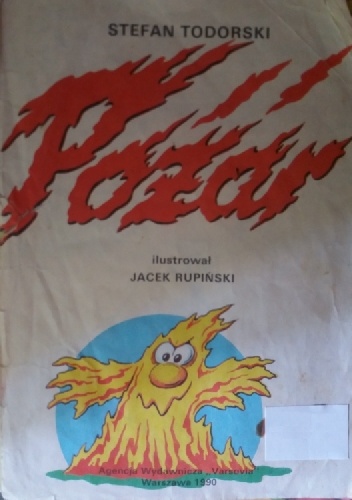 STEFAN TODORSKI
Pożar
ilustrował
JACEK RUPIŃSKI
Agencja Wydawnicza „Varsovia”
Warszawa 1990